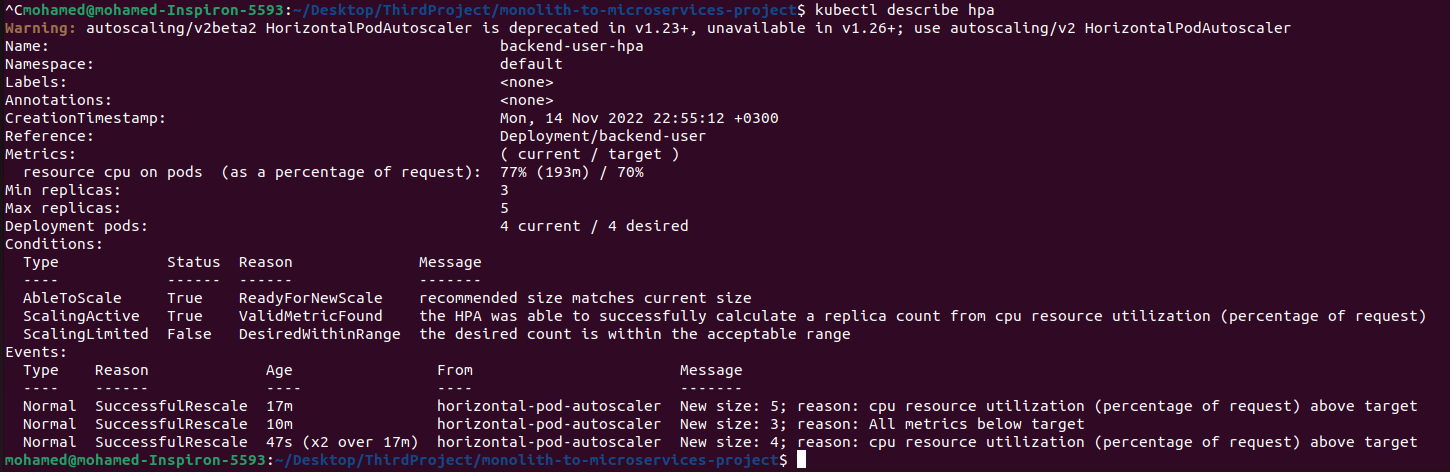 ^Cmohamed@mohamed-Inspiron-5593:~/Desktop/ThirdProject/monolith-to-microservices-project$ kubectl describe hpa
Warning: autoscaling/v2beta2 HorizontalPodAutoscaler is deprecated in v1.23+, unavailable in v1.26+; use autoscaling/v2 HorizontalPodAutoscaler
Name:                                                  backend-user-hpa
Namespace:                                             default
Labels:                                                <none>
Annotations:                                           <none>
CreationTimestamp:                                     Mon, 14 Nov 2022 22:55:12 +0300
Reference:                                             Deployment/backend-user
Metrics:                                               ( current / target )
  resource cpu on pods  (as a percentage of request):  77% (193m) / 70%
Min replicas:                                          3
Max replicas:                                          5
Deployment pods:                                       4 current / 4 desired
Conditions:
  Type            Status  Reason              Message
  ----            ------  ------              -------
  AbleToScale     True    ReadyForNewScale    recommended size matches current size
  ScalingActive   True    ValidMetricFound    the HPA was able to successfully calculate a replica count from cpu resource utilization (percentage of request)
  ScalingLimited  False   DesiredWithinRange  the desired count is within the acceptable range
Events:
  Type    Reason             Age                From                       Message
  ----    ------             ----               ----                       -------
  Normal  SuccessfulRescale  17m                horizontal-pod-autoscaler  New size: 5; reason: cpu resource utilization (percentage of request) above target
  Normal  SuccessfulRescale  10m                horizontal-pod-autoscaler  New size: 3; reason: All metrics below target
  Normal  SuccessfulRescale  47s (x2 over 17m)  horizontal-pod-autoscaler  New size: 4; reason: cpu resource utilization (percentage of request) above target
mohamed@mohamed-Inspiron-5593:~/Desktop/ThirdProject/monolith-to-microservices-project$